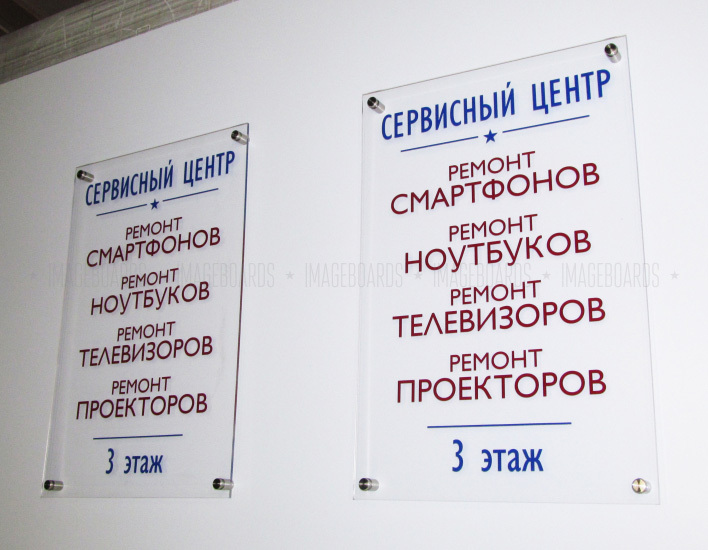 СЕРВИСНЫЙ ЦЕНТР
РЕМОНТ
СМАРТФОНОВ
РЕМОНТ
НОУТБУКОВ
РЕМОНТ
ТЕЛЕВИЗОРОВ
РЕМОНТ
ПРОЕКТОРОВ
3 этаж
СЕРВИСНЫЙ ЦЕНТР
РЕМОНТ
СМАРТФОНОВ
РЕМОНТ
НОУТБУКОВ
РЕМОНТ
ТЕЛЕВИЗОРОВ
РЕМОНТ
ПРОЕКТОРОВ
3 этаж
IMAGEBOARDS * IMAGEBOARDS * IMAGEBOARDS * IMAGEBOARDS * IMAGEBOARDS